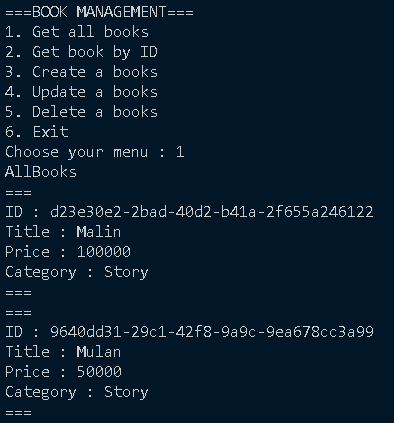 ===BOOK MANAGEMENT===
1. Get all books
2. Get book by ID
3. Create a books
4. Update a books
5. Delete a books
6. Exit
Choose your menu : 1
AllBooks
===
ID : d23e30e2-2bad-40d2-b41a-2f655a246122
Title : Malin
Price : 100000
Category : Story
===
===
ID : 9640dd31-29c1-42f8-9a9c-9ea678cc3a99
Title : Mulan
Price : 50000
Category : Story
===